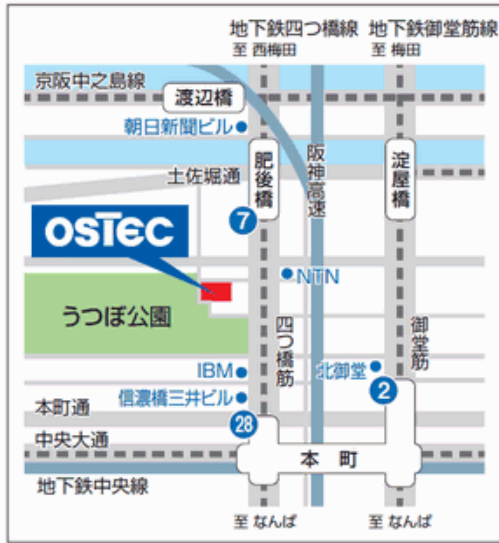 地下鉄四つ橋線 地下鉄御堂筋線
至 西梅田 至 梅田
京阪中之島線
渡辺橋
朝日新聞ビル
肥後橋
阪神高速
淀屋橋
土佐堀通
7
OSTEC
NTN
うつぼ公園
四つ橋筋
御堂筋
IBM
北御堂
2
信濃橋三井ビル
本町通
28
中央大通
本町
地下鉄中央線
至 なんば 至 なんば